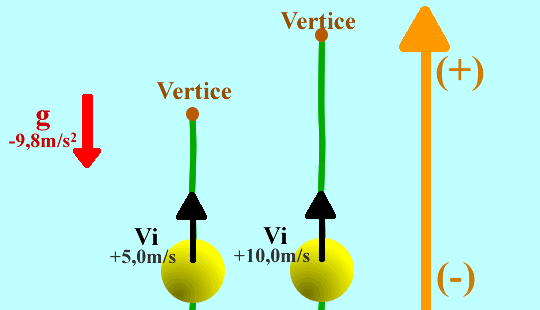 Vertice
Vertice
g
-9,8m/s²
Vi
+5,0m/s
Vi
+10,0m/s
(+)
(-)